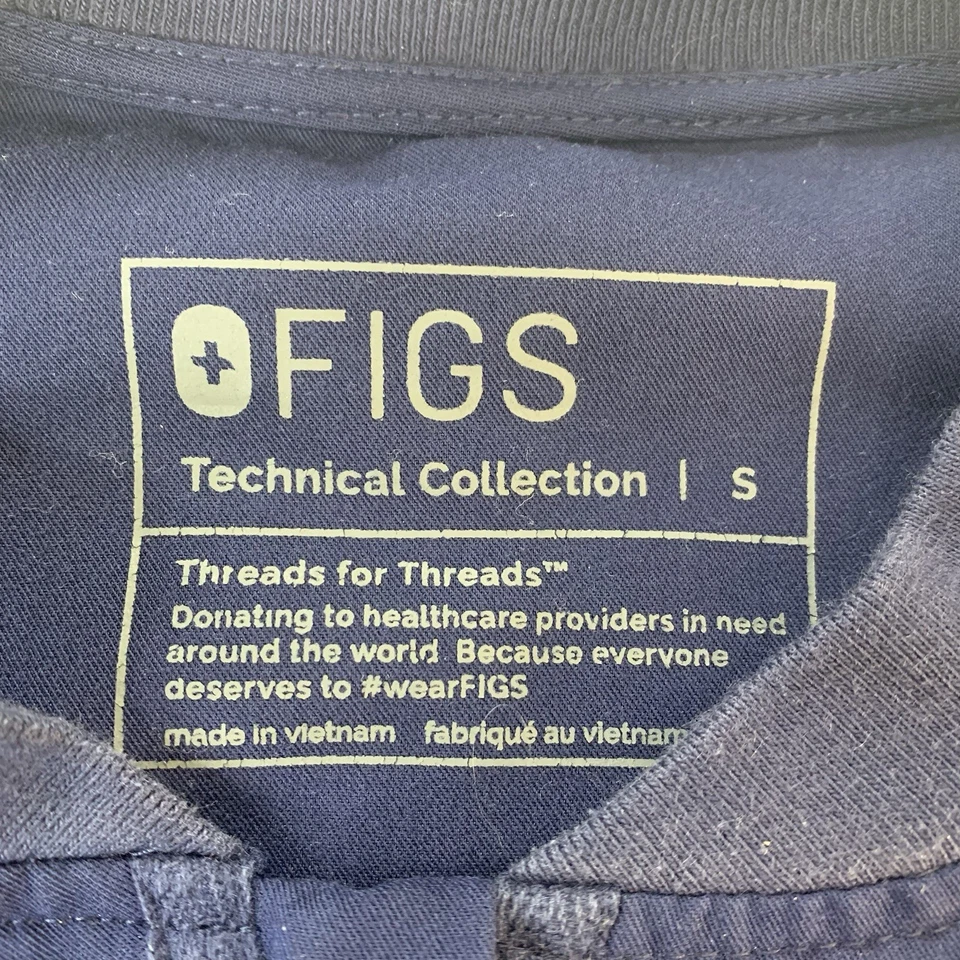 FIGS
Technical Collection | S
Threads for Threads™
Donating to healthcare providers in need
around the world. Because everyone
deserves to #wearFIGS
made in vietnam fabriqué au vietnam